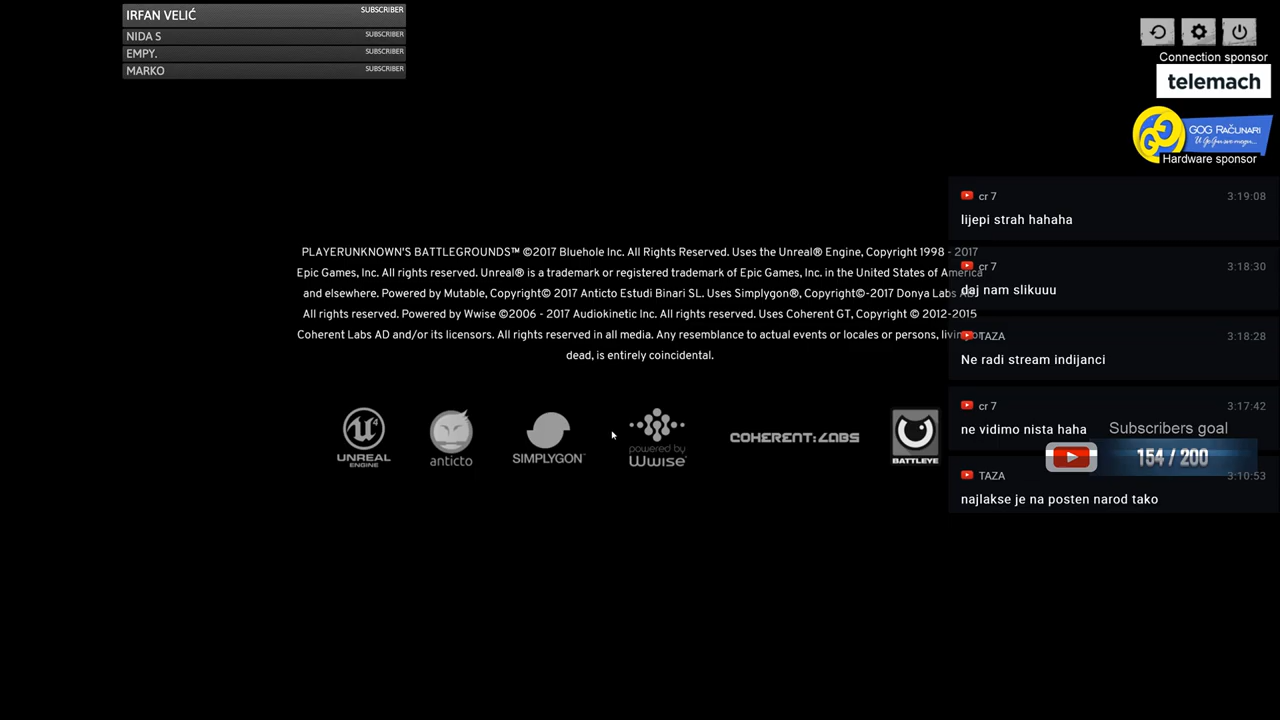 IRFAN VELIĆ SUBSCRIBER
NIDA S SUBSCRIBER
EMPY. SUBSCRIBER
MARKO SUBSCRIBER
Connection sponsor
telemach
GOG RAČUNARI
Hardware sponsor
PLAYERUNKNOWN'S BATTLEGROUNDS™ ©2017 Bluehole Inc. All Rights Reserved. Uses the Unreal® Engine, Copyright 1998 - 2017
Epic Games, Inc. All rights reserved. Unreal® is a trademark or registered trademark of Epic Games, Inc. in the United States of America
and elsewhere. Powered by Mutable, Copyright© 2017 Anticto Estudi Binari SL. Uses Simplygon®, Copyright©-2017 Donya Labs
All rights reserved. Powered by Wwise ©2006 - 2017 Audiokinetic Inc. All rights reserved. Uses Coherent GT, Copyright © 2012-2015
Coherent Labs AD and/or its licensors. All rights reserved in all media. Any resemblance to actual events or locales or persons, living or
dead, is entirely coincidental.
UNREAL
ENGINE
anticto
SIMPLYGON
powered by
Wwise
COHERENT:LABS
BATTLEYE
cr 7 3:19:08
lijepi strah hahaha
cr 7 3:18:30
daj nam slikuuu
TAZA 3:18:28
Ne radi stream indijanci
cr 7 3:17:42
ne vidimo nista haha
Subscribers goal
154 / 200
TAZA 3:10:53
najlakse je na posten narod tako